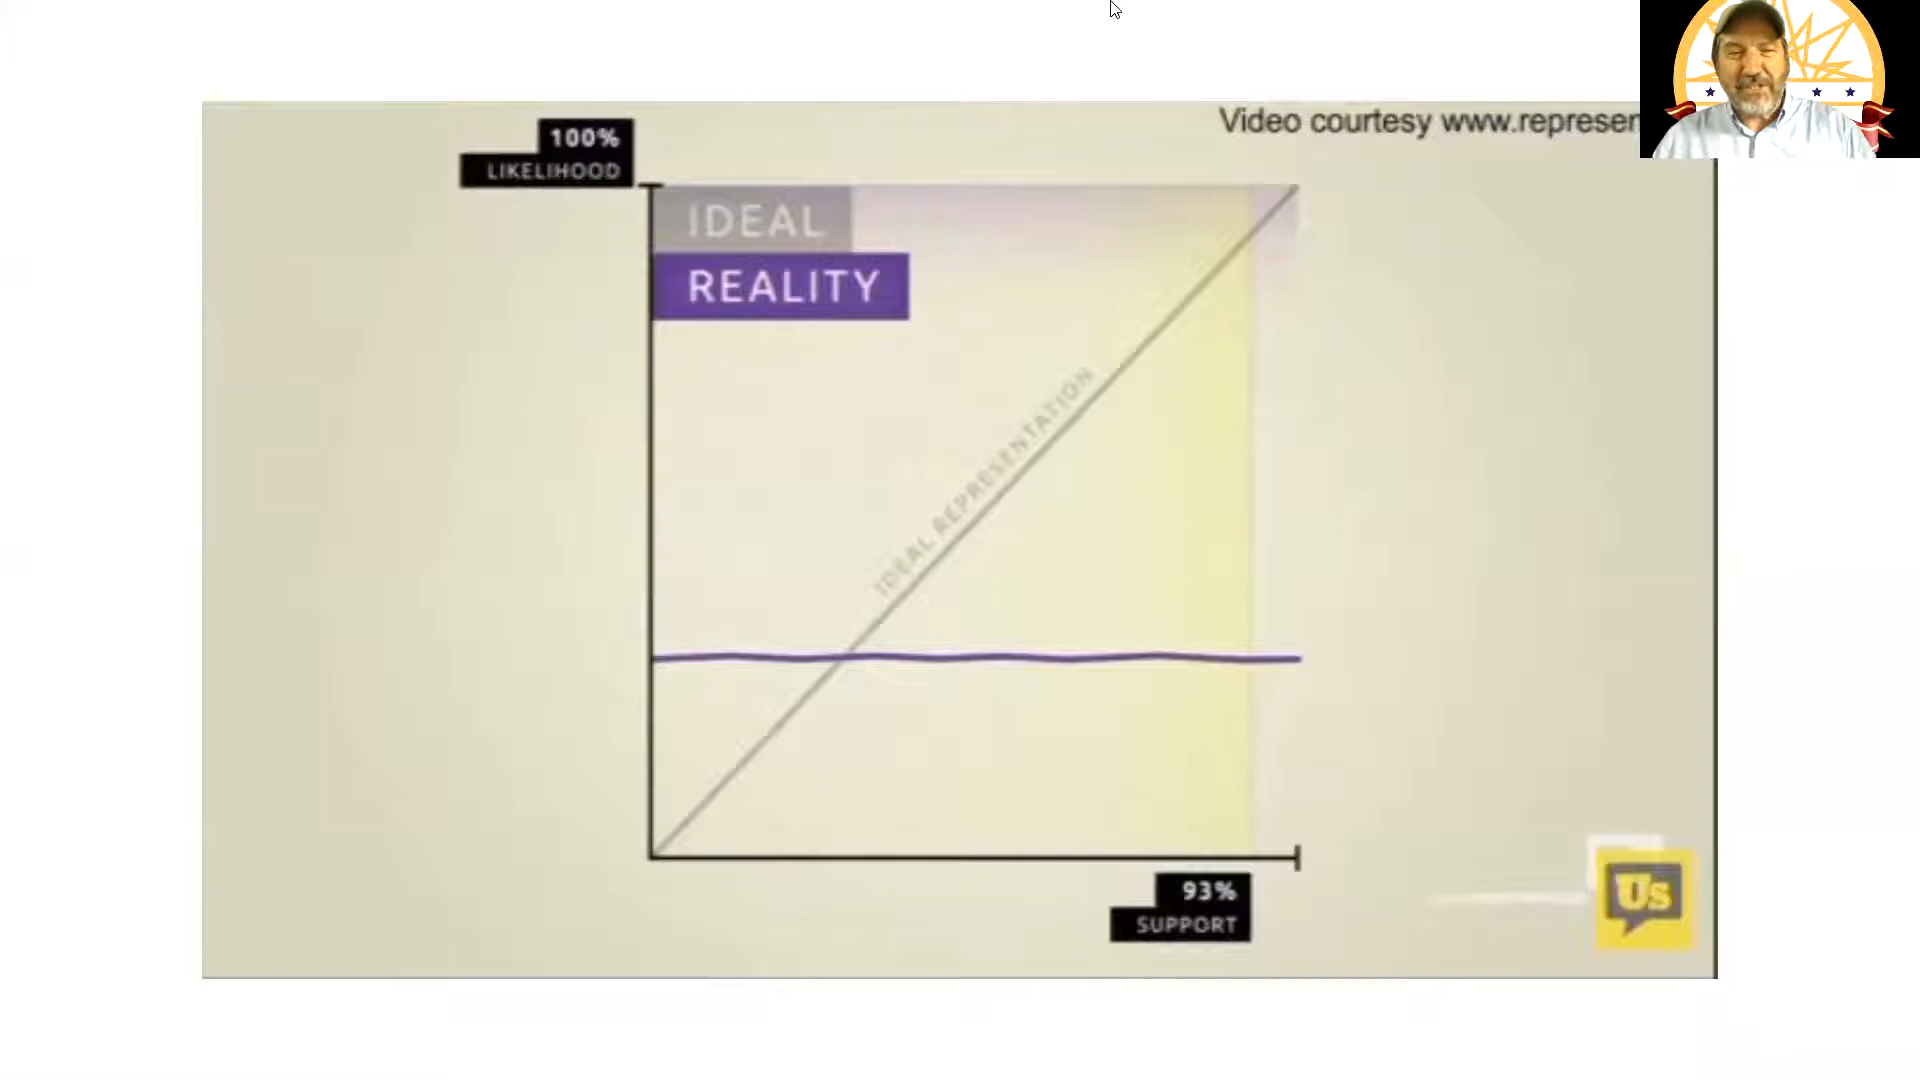 Video courtesy www.represen
100%
LIKELIHOOD
IDEAL
REALITY
IDEAL REPRESENTATION
93%
SUPPORT
Us